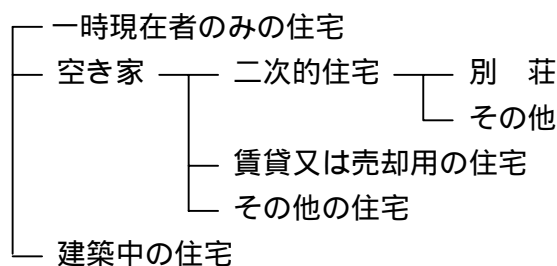 一時現在者のみの住宅
空き家 二次的住宅 別 荘
その他
賃貸又は売却用の住宅
その他の住宅
建築中の住宅